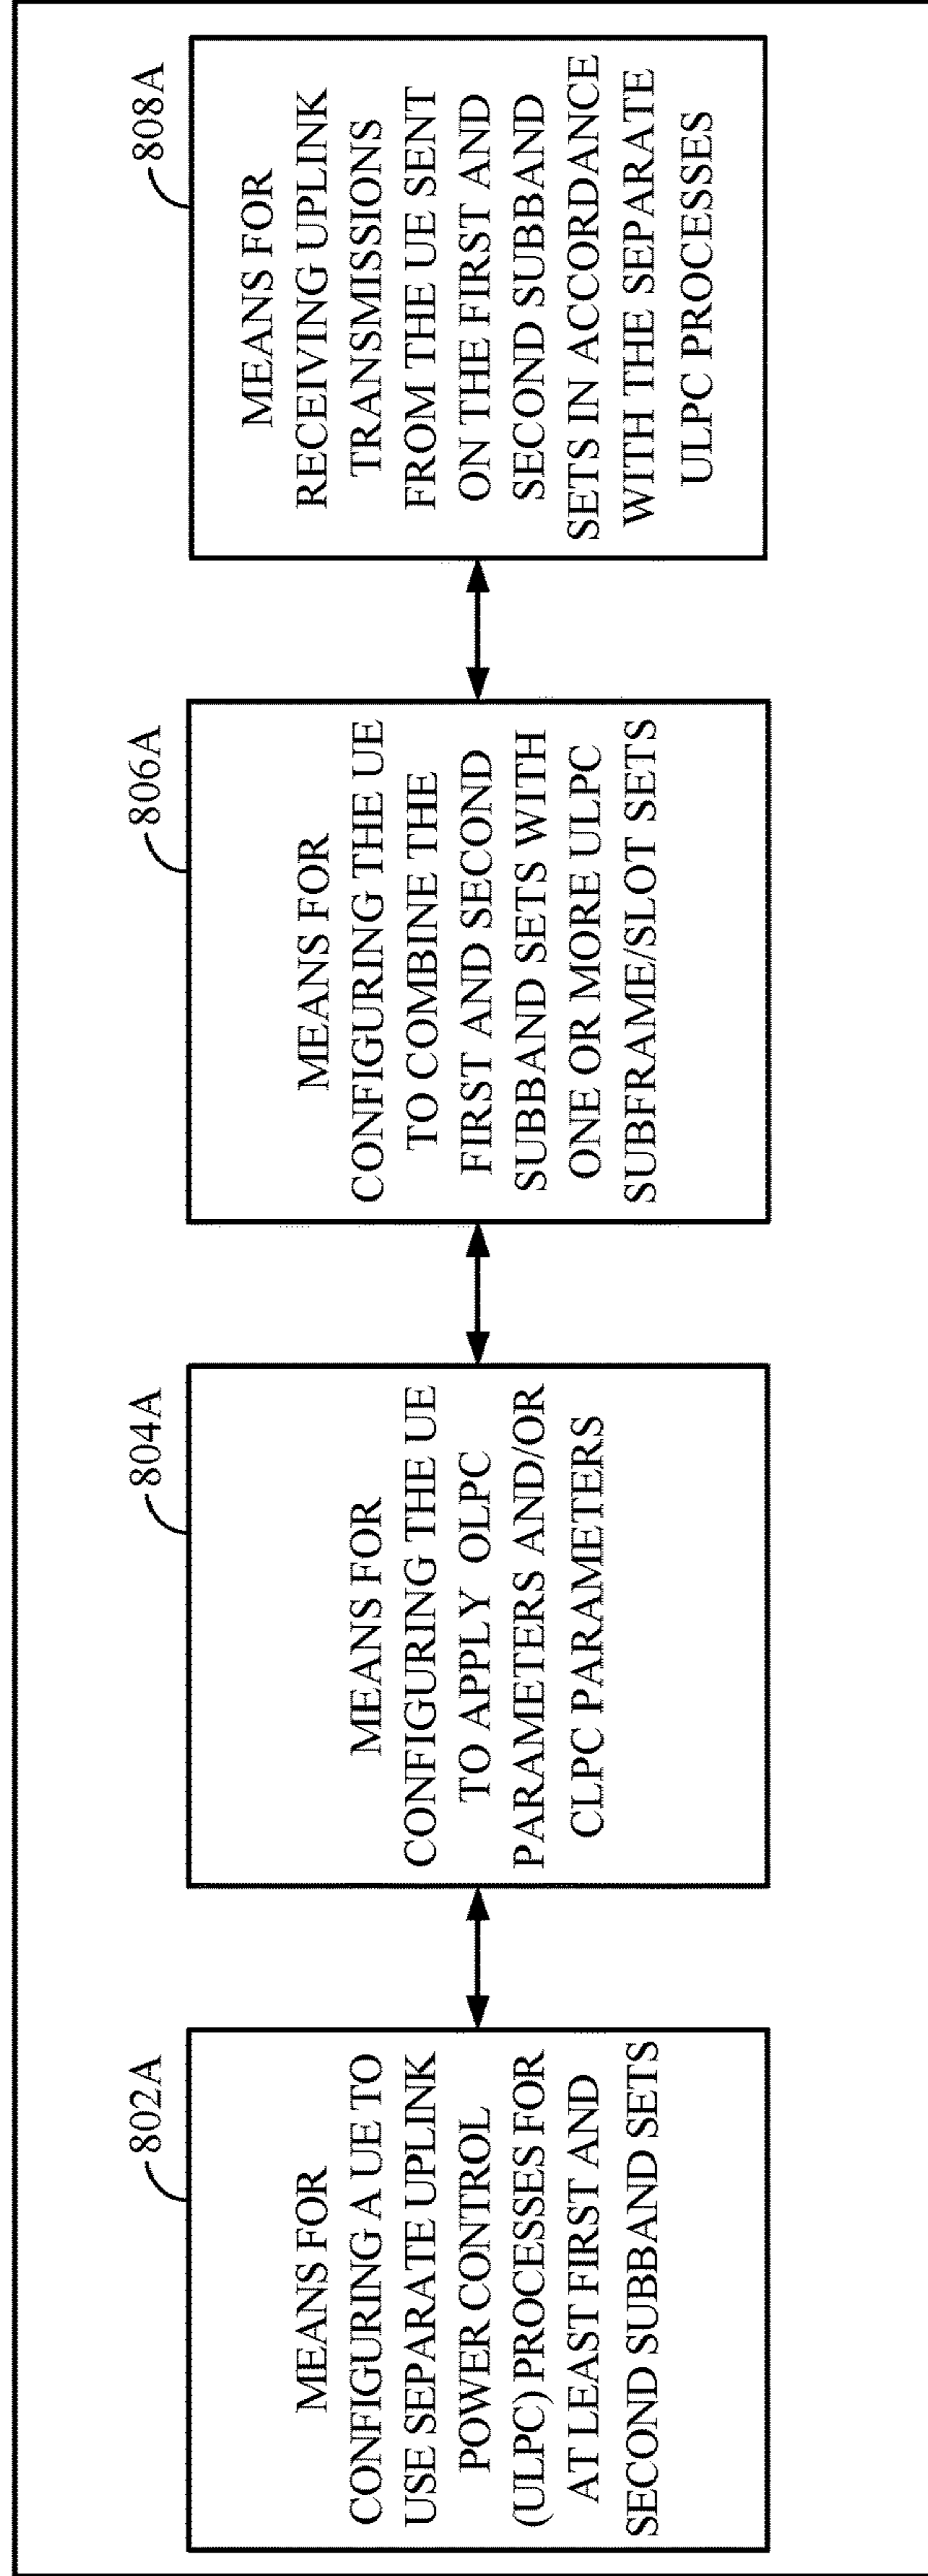 802A
MEANS FOR
CONFIGURING A UE TO
USE SEPARATE UPLINK
POWER CONTROL
(ULPC) PROCESSES FOR
AT LEAST FIRST AND
SECOND SUBBAND SETS
804A
MEANS FOR
CONFIGURING THE UE
TO APPLY OLPC
PARAMETERS AND/OR
CLPC PARAMETERS
806A
MEANS FOR
CONFIGURING THE UE
TO COMBINE THE
FIRST AND SECOND
SUBBAND SETS WITH
ONE OR MORE ULPC
SUBFRAME/SLOT SETS
808A
MEANS FOR
RECEIVING UPLINK
TRANSMISSIONS
FROM THE UE SENT
ON THE FIRST AND
SECOND SUBBAND
SETS IN ACCORDANCE
WITH THE SEPARATE
ULPC PROCESSES